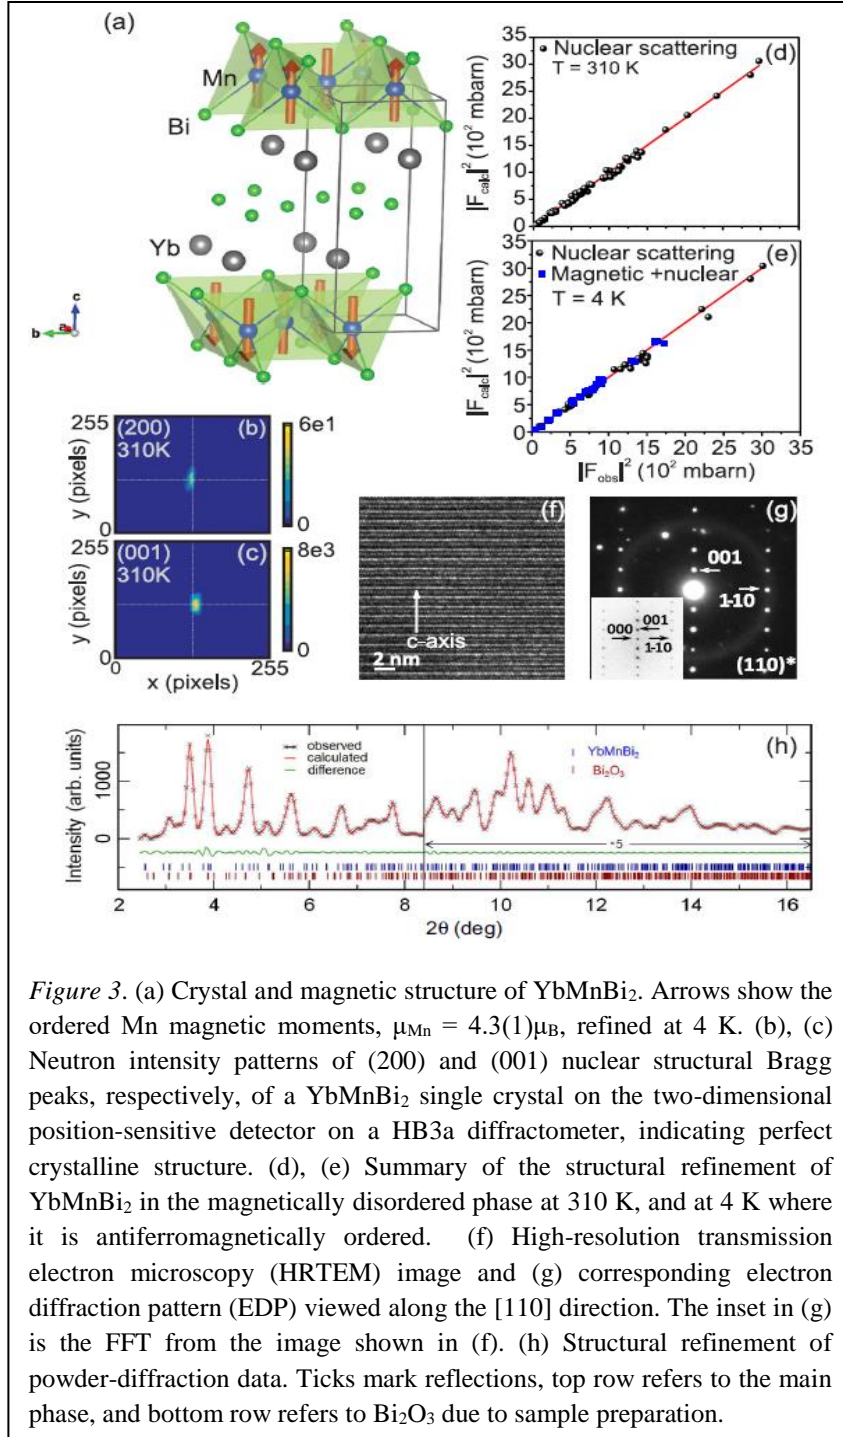 (a)
Mn
Bi
Yb
c
b
a
35
30
25
20
15
10
5
0
|F_calc|² (10² mbarn)
Nuclear scattering
T = 310 K
(d)
35
30
25
20
15
10
5
0
|F_calc|² (10² mbarn)
Nuclear scattering
Magnetic +nuclear
T = 4 K
(e)
0 5 10 15 20 25 30 35
|F_obs|² (10² mbarn)
255
0
y (pixels)
(200)
310K
(b)
6e1
0
255
0
y (pixels)
(001)
310K
(c)
8e3
0
0 255
x (pixels)
(f)
c-axis
2 nm
(g)
001
1-10
000
001
1-10
(110)*
Intensity (arb. units)
1000
0
observed
calculated
difference
YbMnBi₂
Bi₂O₃
(h)
*5
2 4 6 8 10 12 14 16
2θ (deg)
Figure 3. (a) Crystal and magnetic structure of YbMnBi₂. Arrows show the
ordered Mn magnetic moments, μMn = 4.3(1)μB, refined at 4 K. (b), (c)
Neutron intensity patterns of (200) and (001) nuclear structural Bragg
peaks, respectively, of a YbMnBi₂ single crystal on the two-dimensional
position-sensitive detector on a HB3a diffractometer, indicating perfect
crystalline structure. (d), (e) Summary of the structural refinement of
YbMnBi₂ in the magnetically disordered phase at 310 K, and at 4 K where
it is antiferromagnetically ordered. (f) High-resolution transmission
electron microscopy (HRTEM) image and (g) corresponding electron
diffraction pattern (EDP) viewed along the [110] direction. The inset in (g)
is the FFT from the image shown in (f). (h) Structural refinement of
powder-diffraction data. Ticks mark reflections, top row refers to the main
phase, and bottom row refers to Bi₂O₃ due to sample preparation.